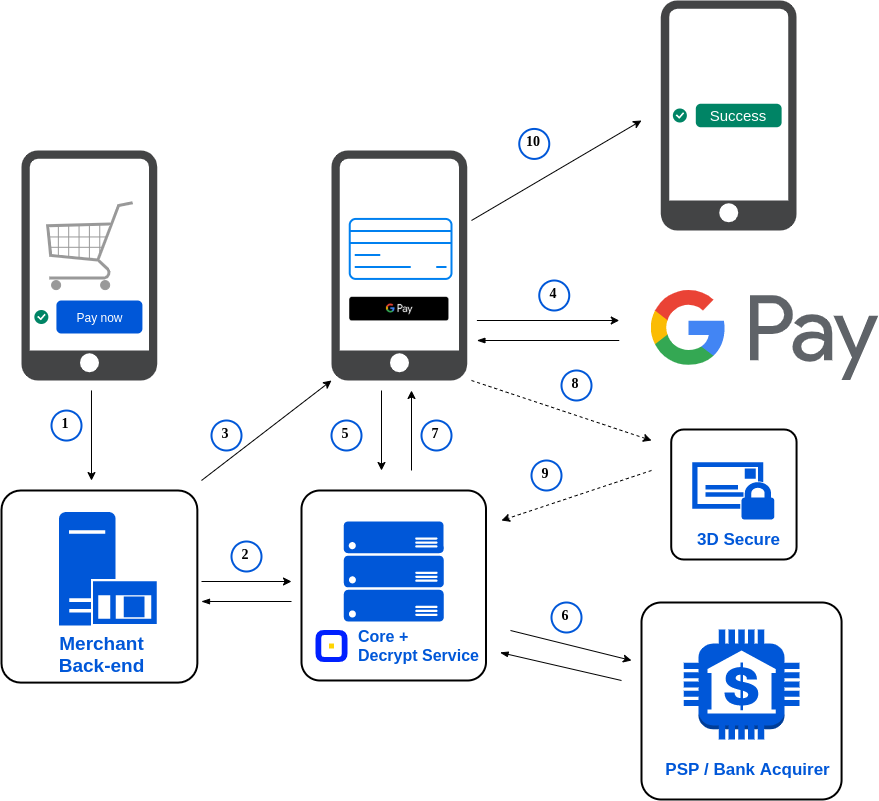 Success
10
Pay now
G Pay
4
G Pay
1
3
5
7
8
9
2
6
Merchant
Back-end
Core +
Decrypt Service
3D Secure
$
PSP / Bank Acquirer